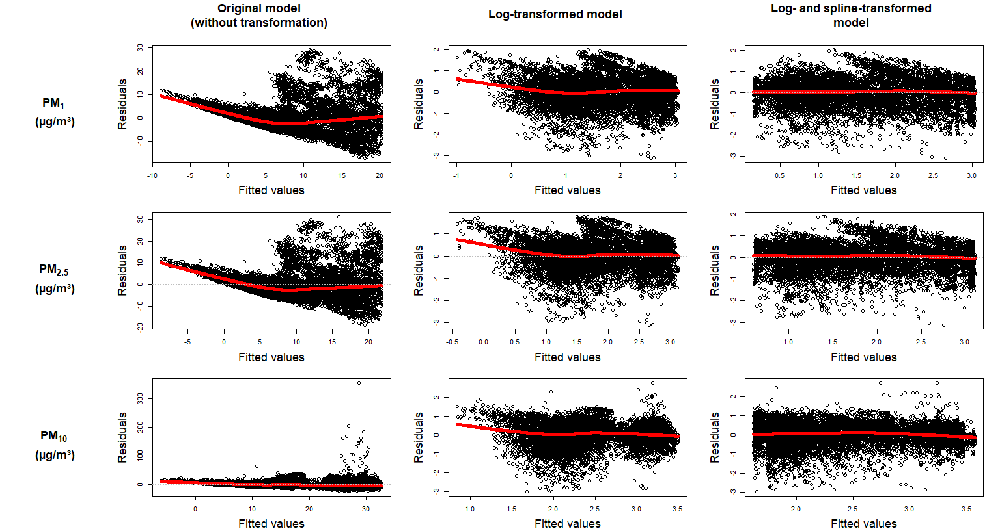 Original model
(without transformation)
Log-transformed model
Log- and spline-transformed
model
PM1
(µg/m³)
Residuals
-10 0 10 20 30
-10 -5 0 5 10 15 20
Fitted values
Residuals
-3 -2 -1 0 1 2
-1 0 1 2 3
Fitted values
Residuals
-3 -2 -1 0 1 2
0.5 1.0 1.5 2.0 2.5 3.0
Fitted values
PM2.5
(µg/m³)
Residuals
-20 -10 0 10 20 30
-5 0 5 10 15 20
Fitted values
Residuals
-3 -2 -1 0 1
-0.5 0.0 0.5 1.0 1.5 2.0 2.5 3.0
Fitted values
Residuals
-3 -2 -1 0 1 2
1.0 1.5 2.0 2.5 3.0
Fitted values
PM10
(µg/m³)
Residuals
0 100 200 300
0 10 20 30
Fitted values
Residuals
-3 -2 -1 0 1 2
1.0 1.5 2.0 2.5 3.0 3.5
Fitted values
Residuals
-3 -2 -1 0 1 2
2.0 2.5 3.0 3.5
Fitted values